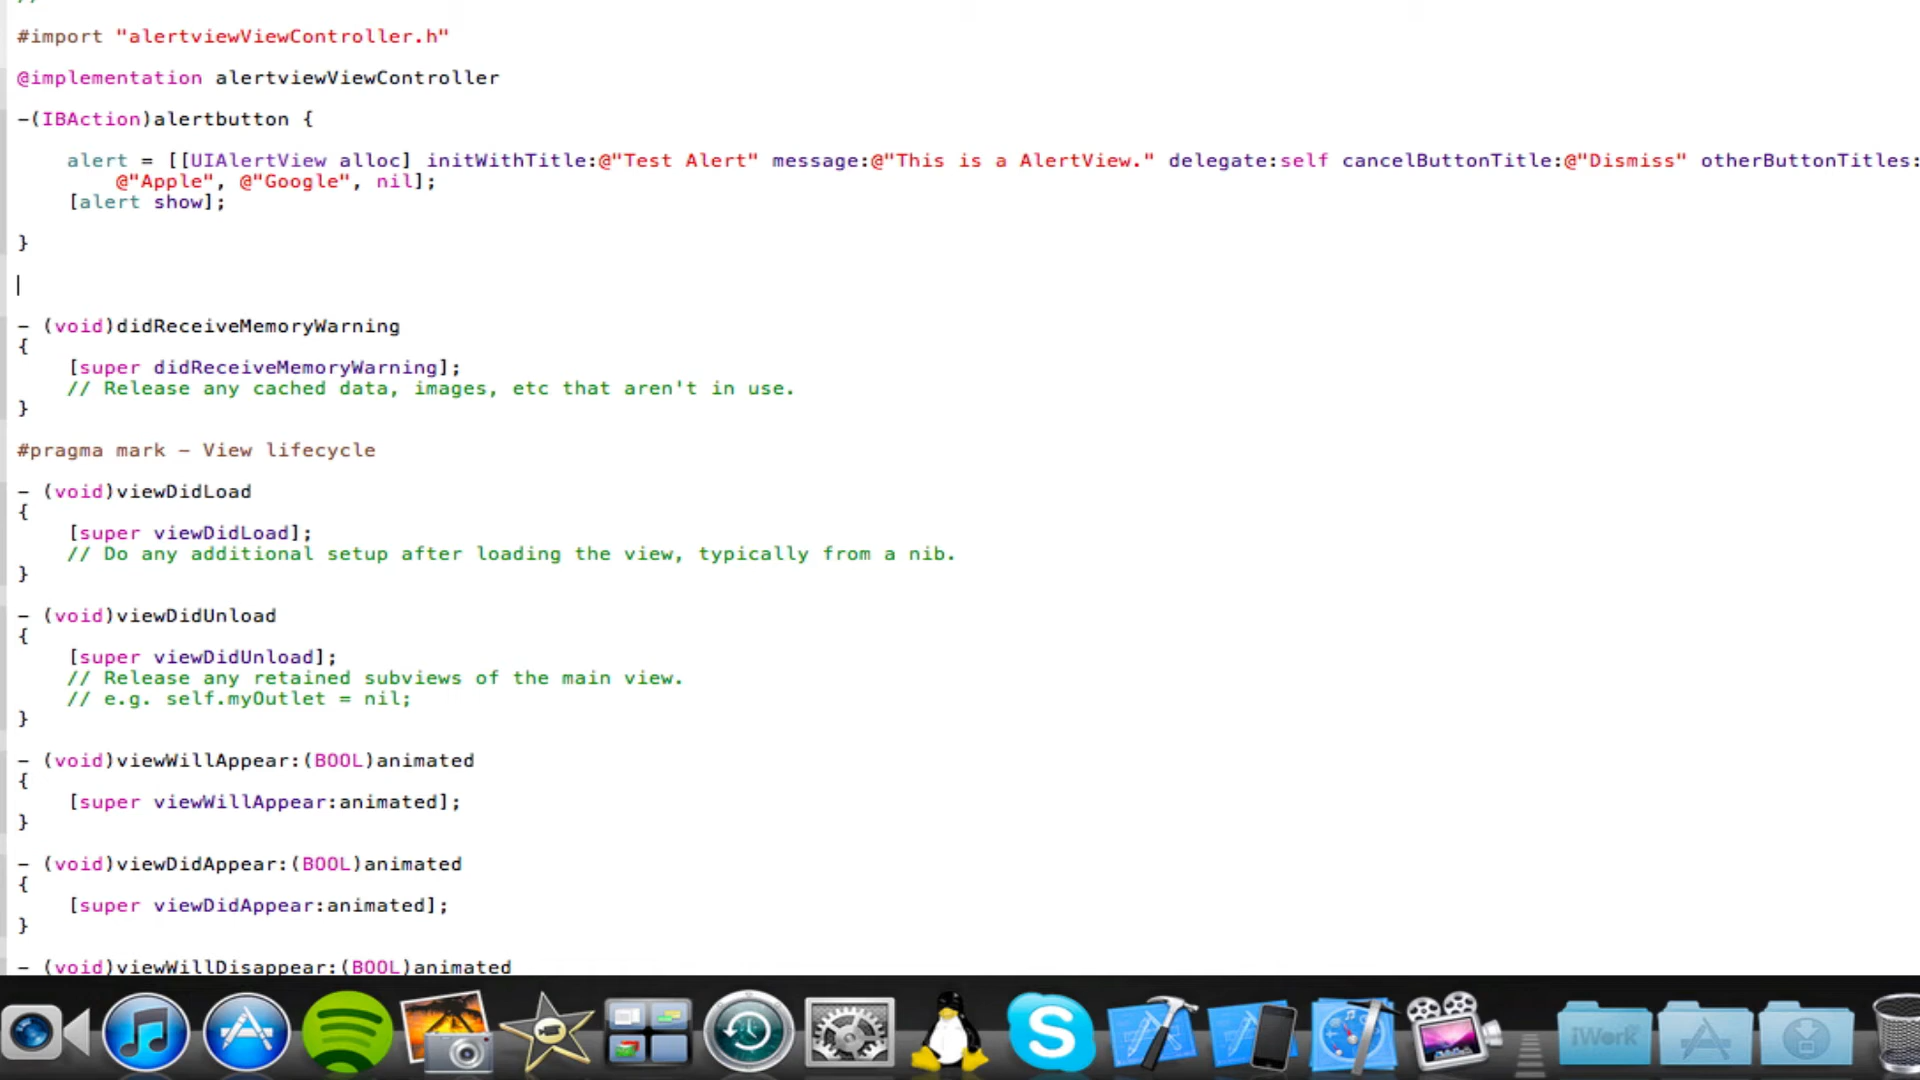 //
#import "alertviewViewController.h"
@implementation alertviewViewController
-(IBAction)alertbutton {
alert = [[UIAlertView alloc] initWithTitle:@"Test Alert" message:@"This is a AlertView." delegate:self cancelButtonTitle:@"Dismiss" otherButtonTitles:
@"Apple", @"Google", nil];
[alert show];
}
- (void)didReceiveMemoryWarning
{
[super didReceiveMemoryWarning];
// Release any cached data, images, etc that aren't in use.
}
#pragma mark - View lifecycle
- (void)viewDidLoad
{
[super viewDidLoad];
// Do any additional setup after loading the view, typically from a nib.
}
- (void)viewDidUnload
{
[super viewDidUnload];
// Release any retained subviews of the main view.
// e.g. self.myOutlet = nil;
}
- (void)viewWillAppear:(BOOL)animated
{
[super viewWillAppear:animated];
}
- (void)viewDidAppear:(BOOL)animated
{
[super viewDidAppear:animated];
}
- (void)viewWillDisappear:(BOOL)animated
iWork